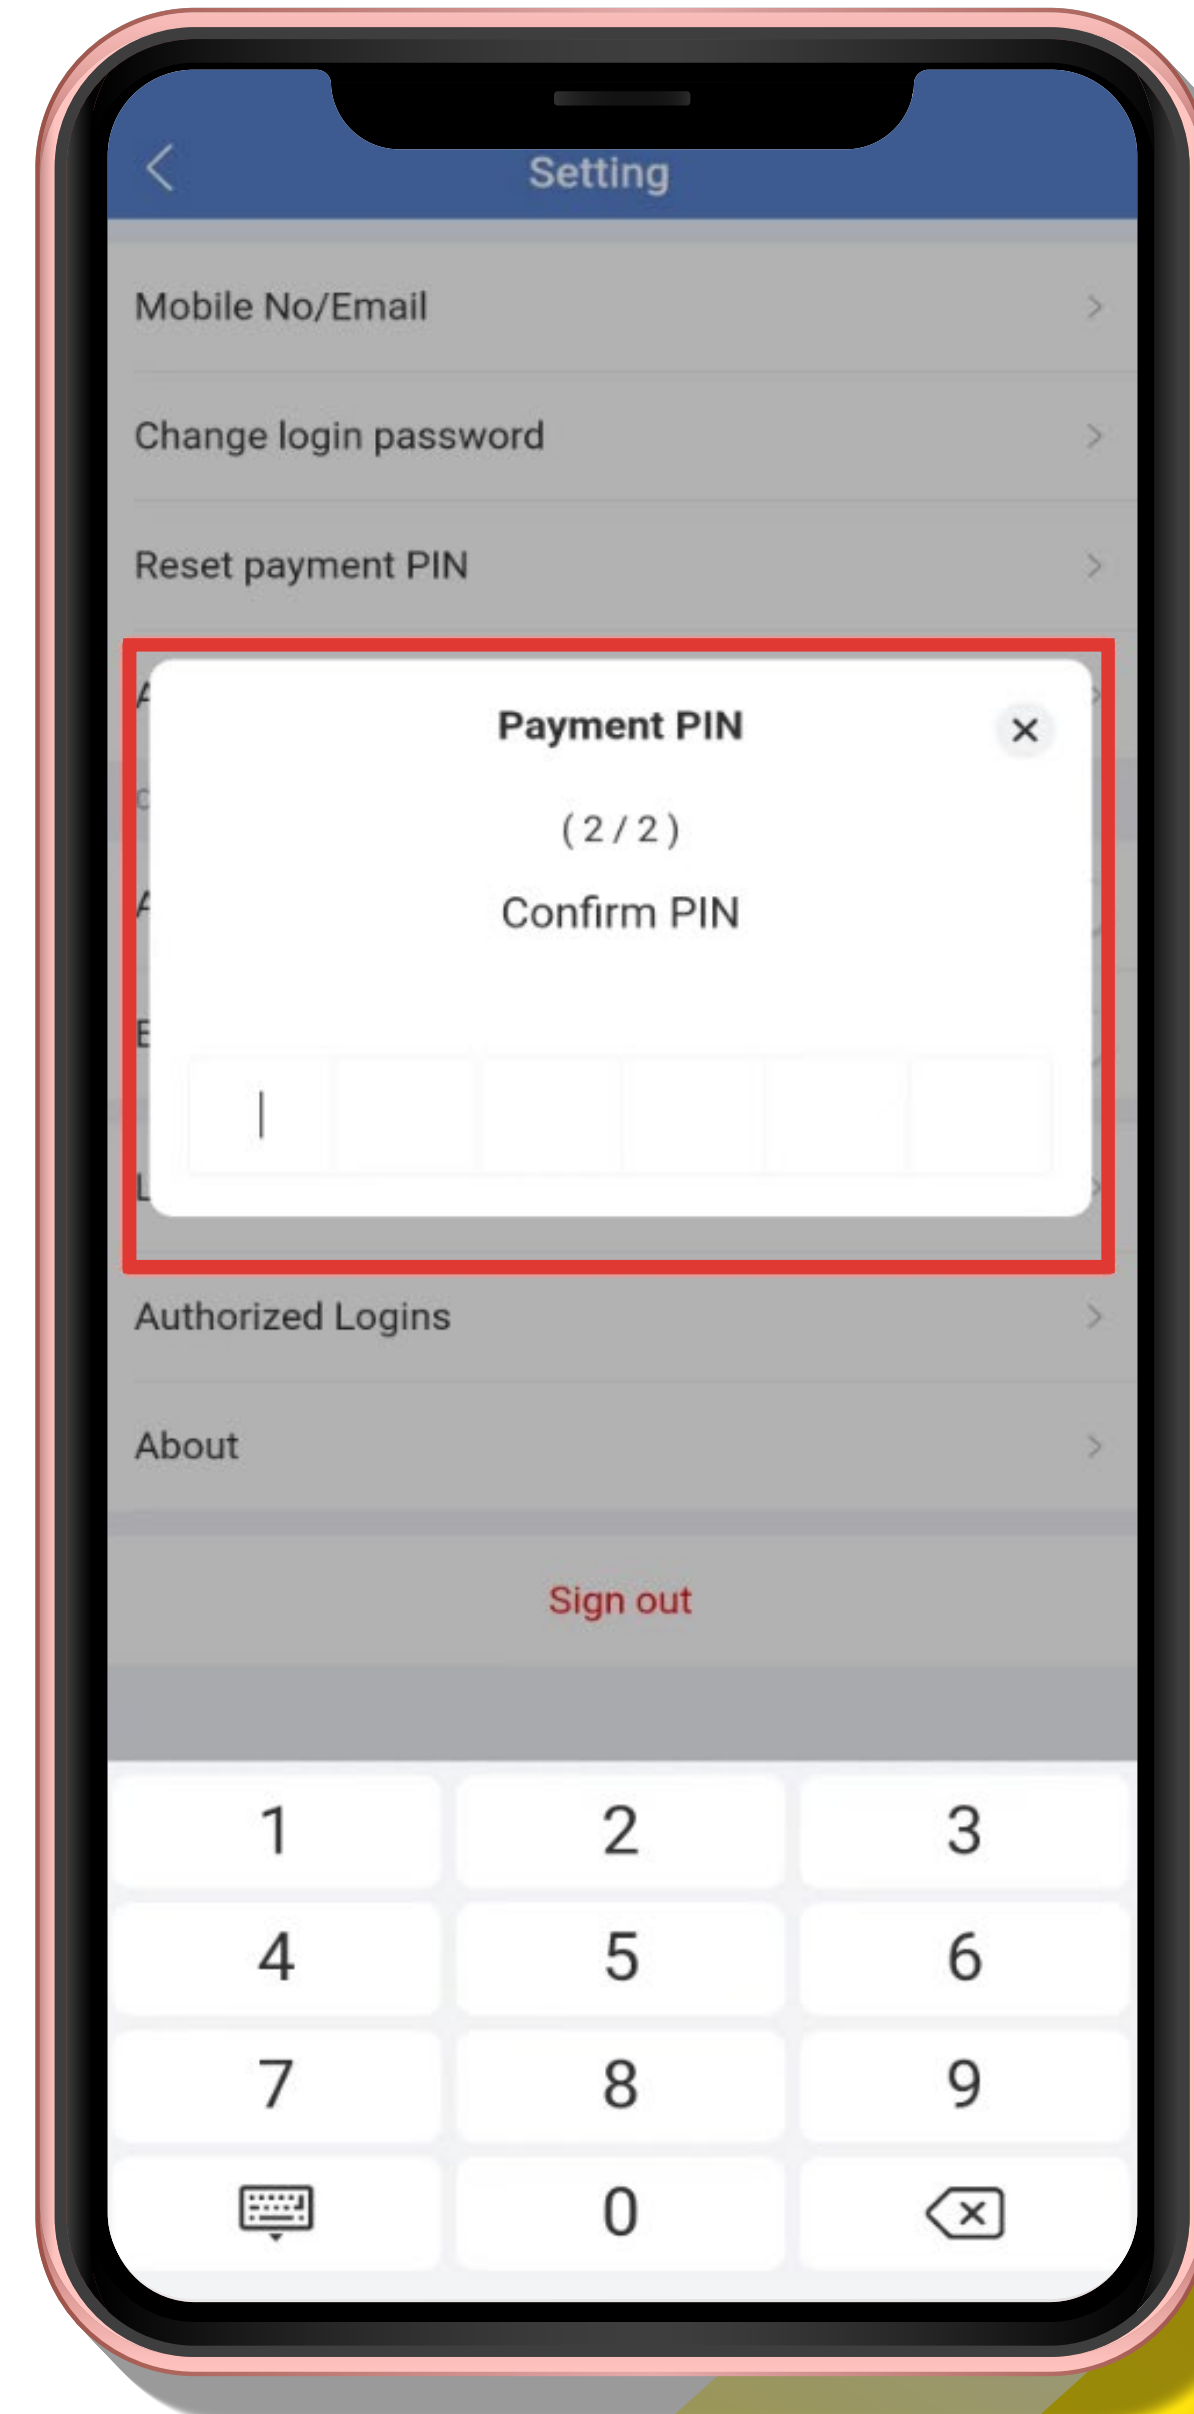 Setting
Mobile No/Email
Change login password
Reset payment PIN
Payment PIN
( 2 / 2 )
Confirm PIN
Authorized Logins
About
Sign out
1 2 3
4 5 6
7 8 9
0